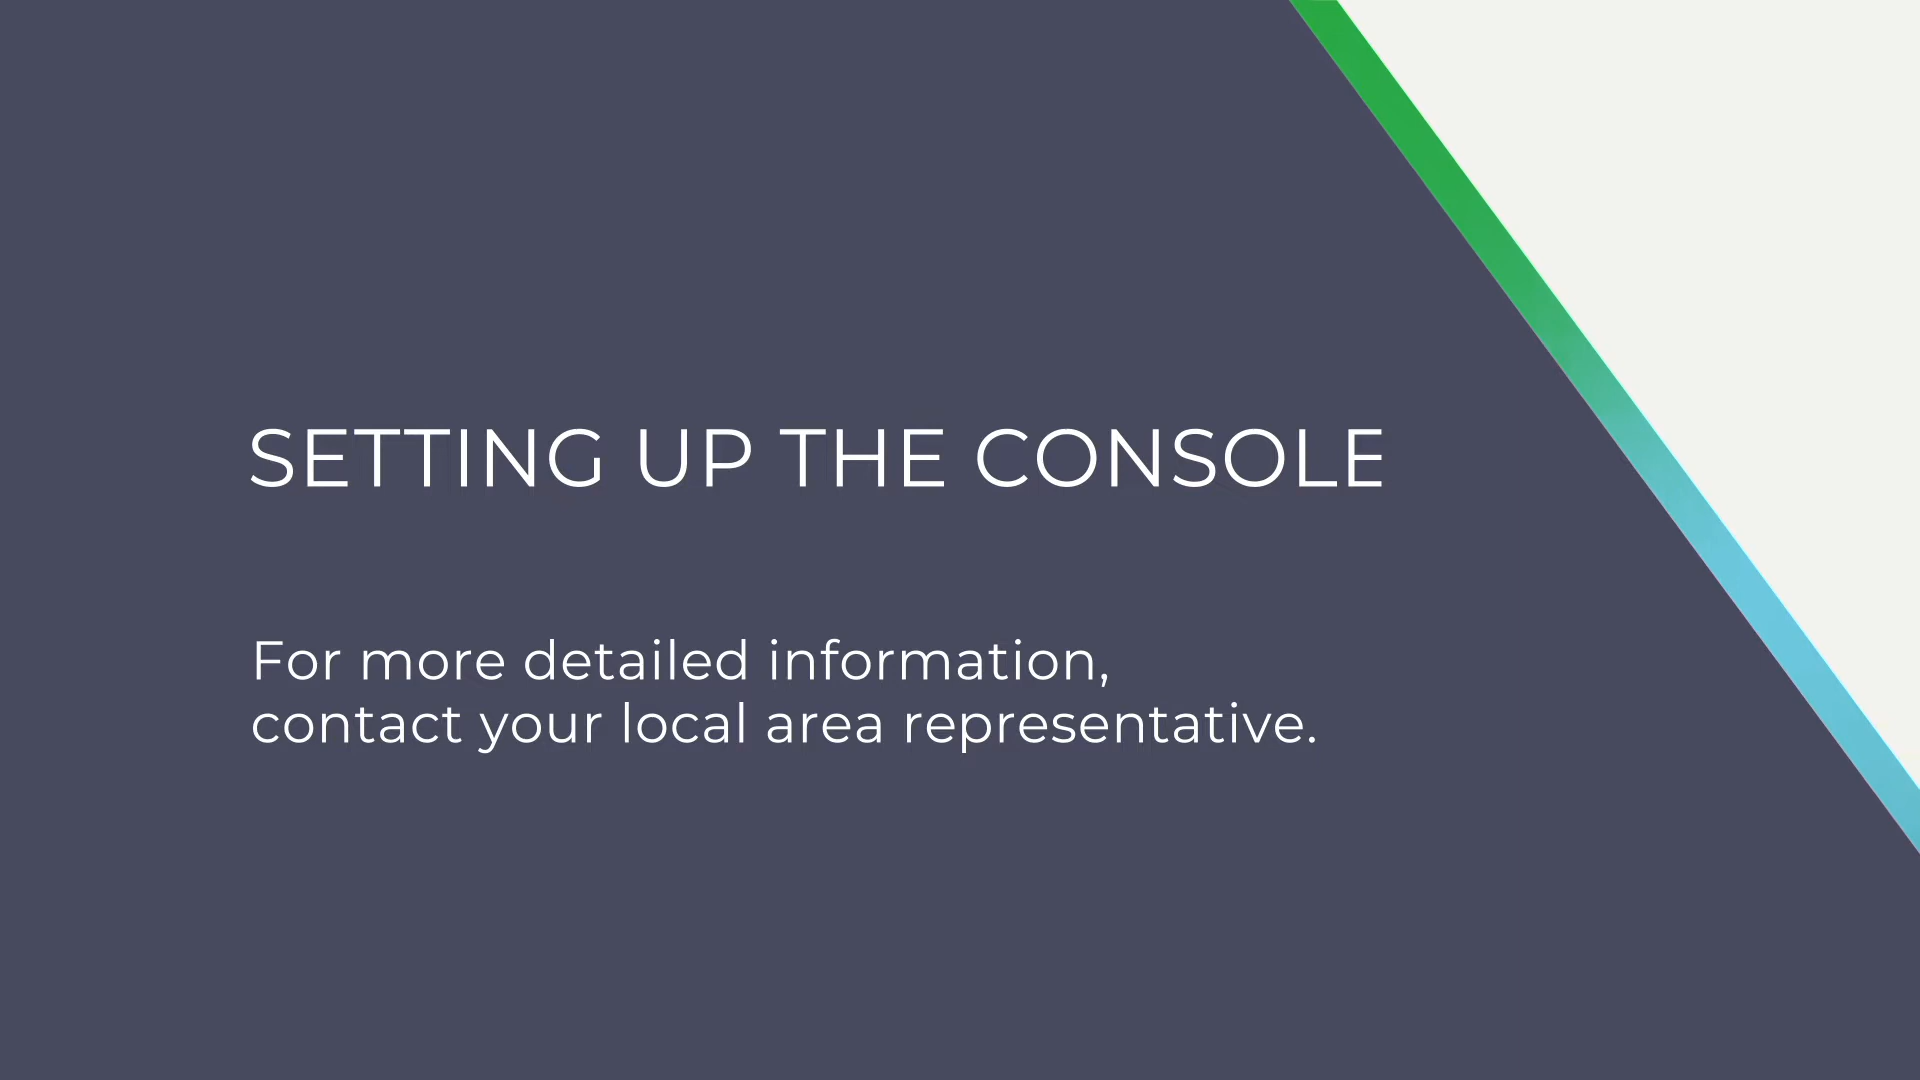 SETTING UP THE CONSOLE
For more detailed information,
contact your local area representative.